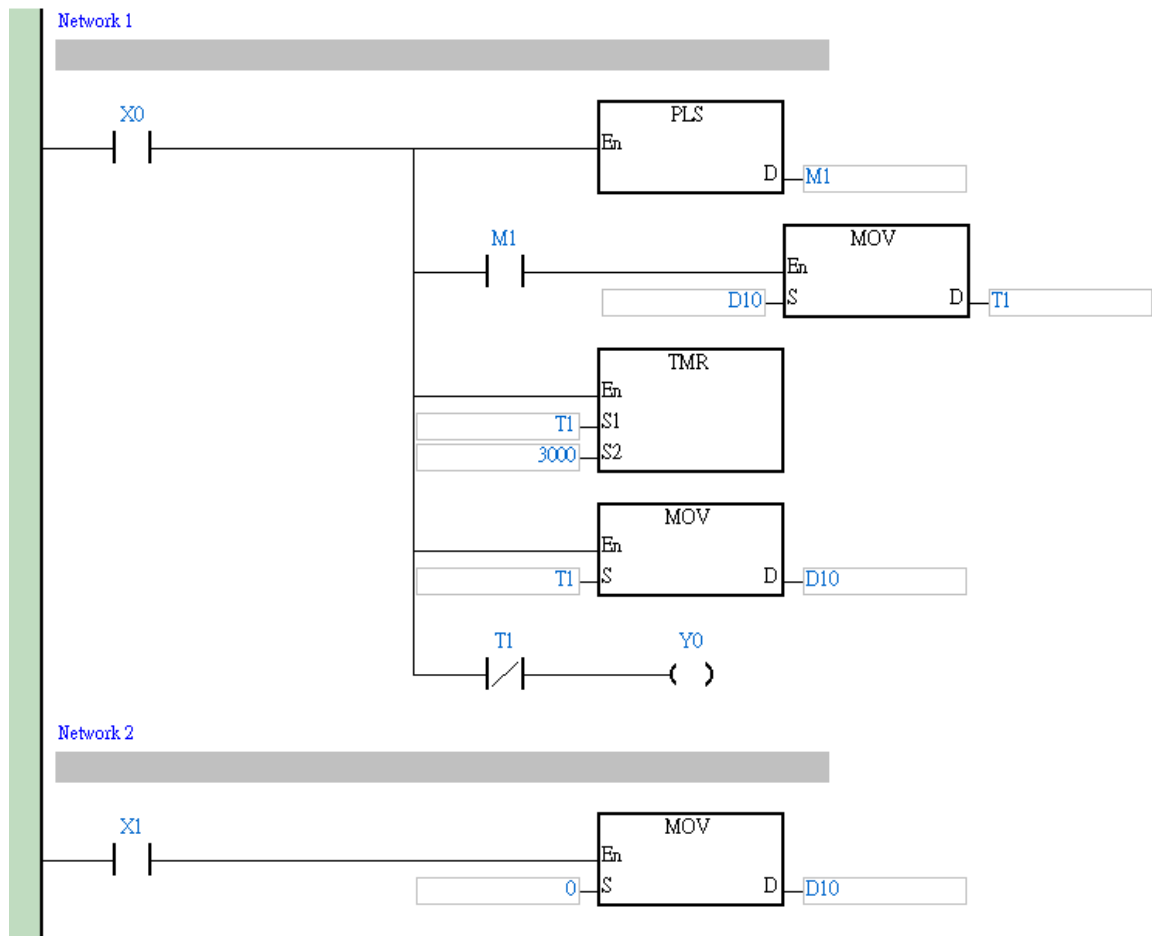 Network 1
X0
PLS
En
D M1
M1
MOV
En
D10 S D T1
TMR
En
T1 S1
3000 S2
MOV
En
T1 S D D10
T1 Y0
Network 2
X1
MOV
En
0 S D D10